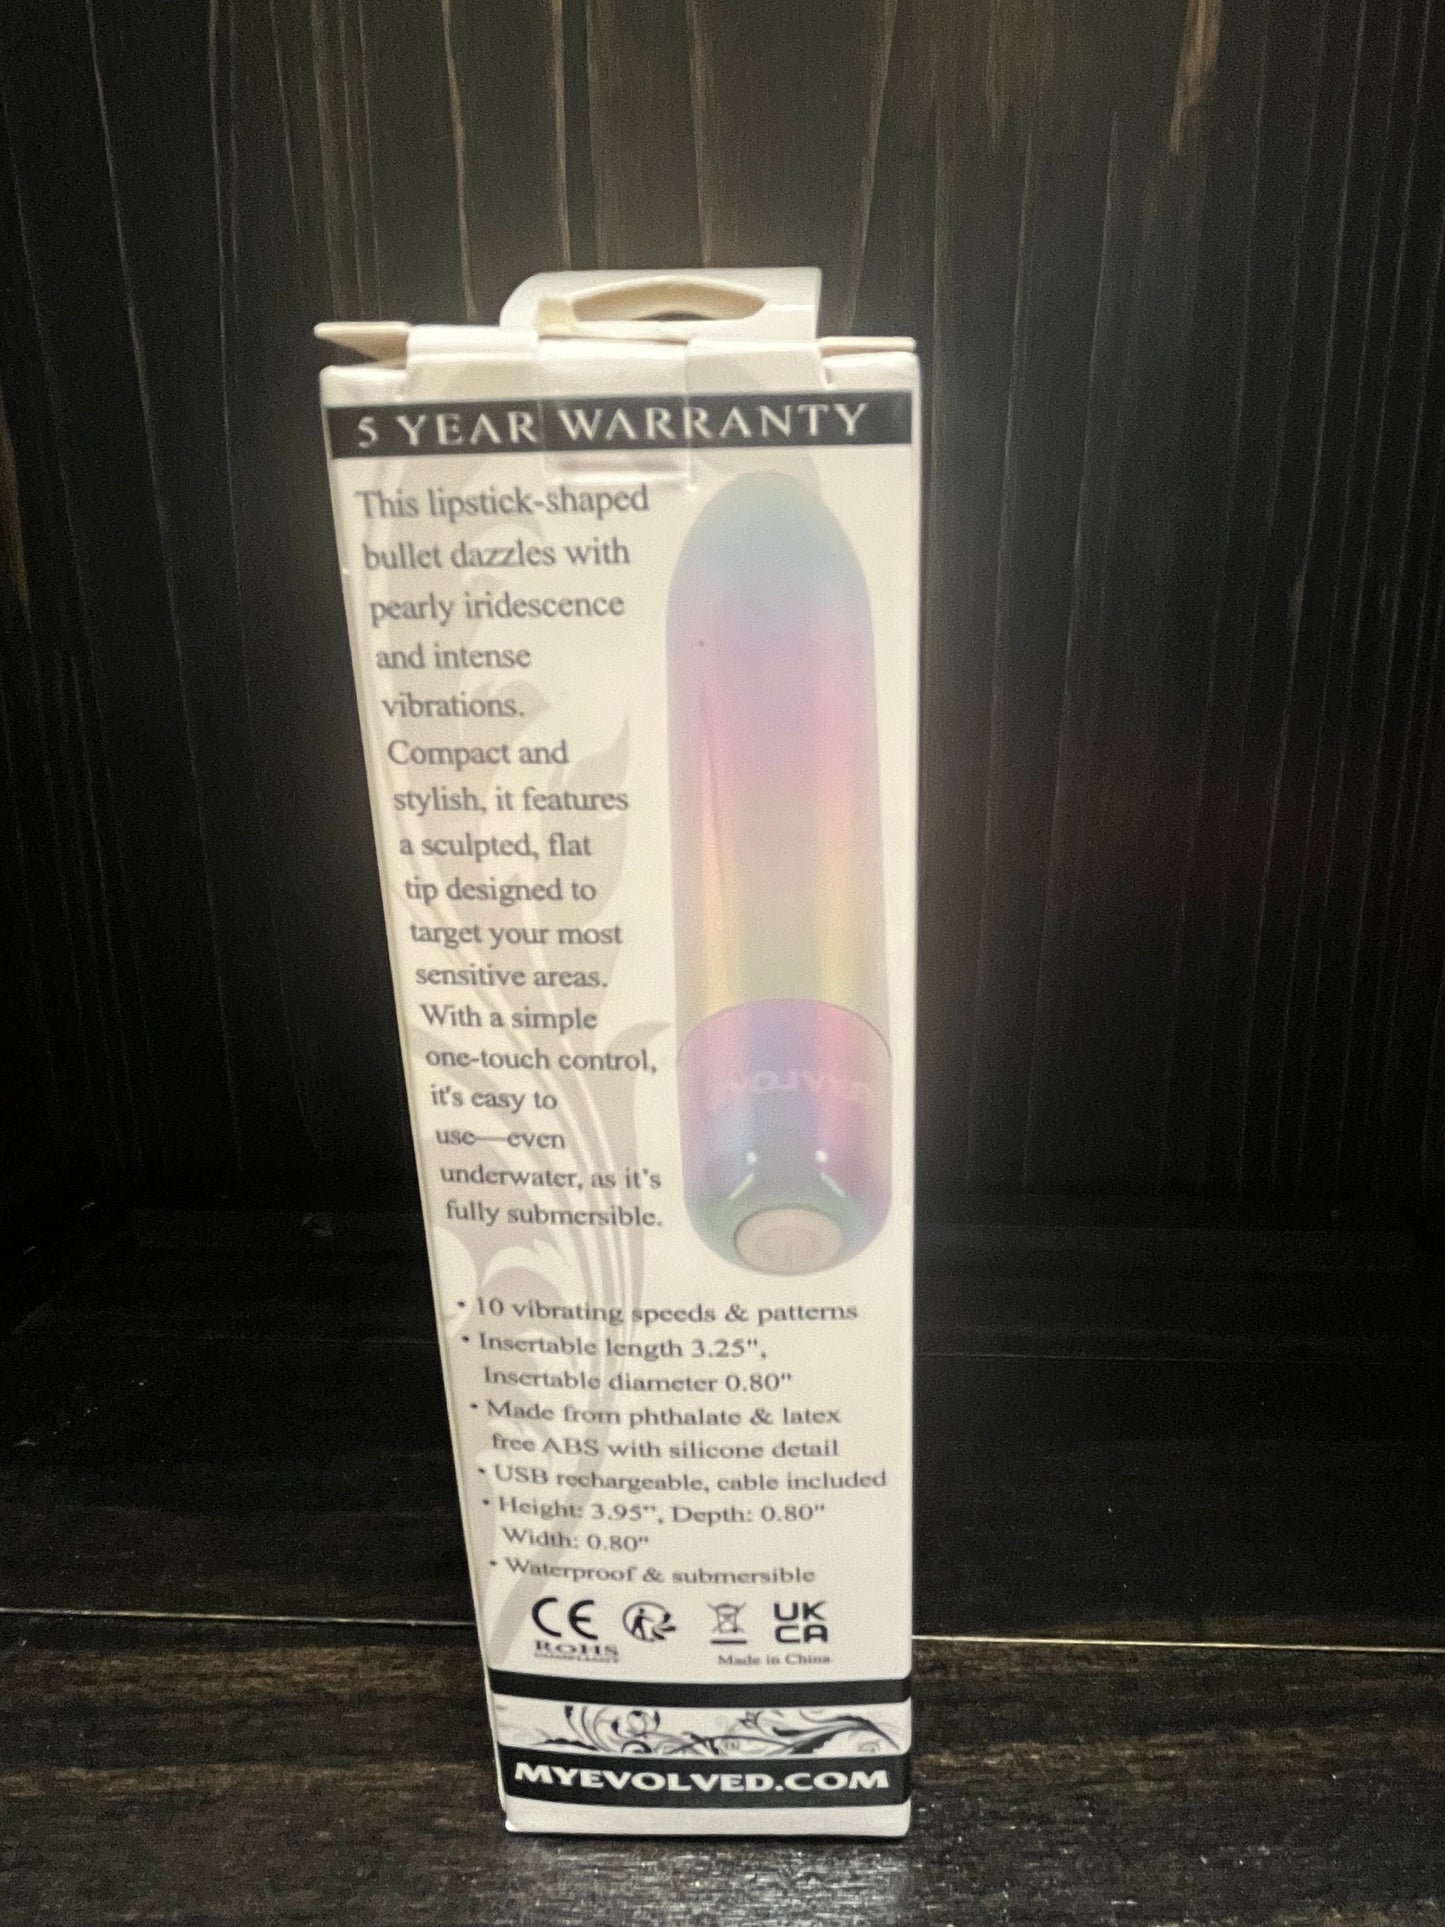 5 YEAR WARRANTY
This lipstick-shaped
bullet dazzles with
pearly iridescence
and intense
vibrations.
Compact and
stylish, it features
a sculpted, flat
tip designed to
target your most
sensitive areas.
With a simple
one-touch control,
it's easy to
use—even
underwater, as it's
fully submersible.
• 10 vibrating speeds & patterns
• Insertable length 3.25",
Insertable diameter 0.80"
• Made from phthalate & latex
free ABS with silicone detail
• USB rechargeable, cable included
• Height: 3.95", Depth: 0.80"
Width: 0.80"
• Waterproof & submersible
CE
UK
CA
ROHS
COMPLIANT
Made in China
MYEVOLVED.COM